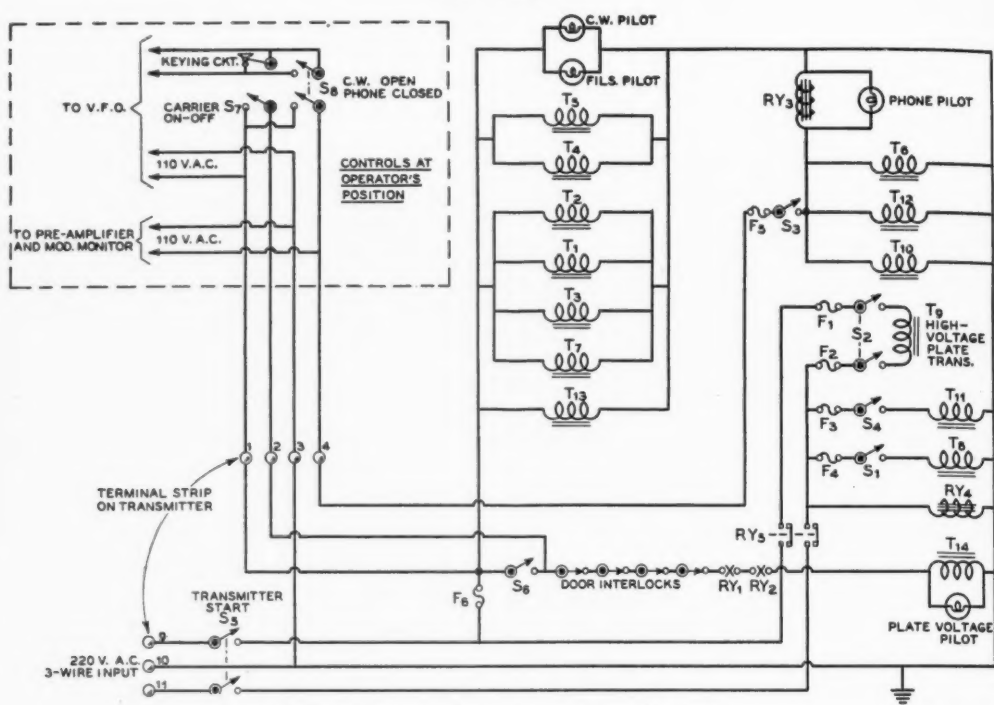 C.W. PILOT
FILS. PILOT
KEYING CKT.
S8
C.W. OPEN
PHONE CLOSED
TO V.F.O.
CARRIER
ON-OFF
S7
110 V.A.C.
CONTROLS AT
OPERATOR'S
POSITION
TO PRE-AMPLIFIER
AND MOD. MONITOR
110 V. A.C.
T5
T4
T2
T1
T3
T7
T13
RY3
PHONE PILOT
T6
T12
T10
F5
S3
F1
S2
F2
T9
HIGH-
VOLTAGE
PLATE
TRANS.
T11
F3
S4
T8
F4
S1
RY4
RY5
1
2
3
4
TERMINAL STRIP
ON TRANSMITTER
T14
S6
DOOR INTERLOCKS
RY1
RY2
F6
PLATE VOLTAGE
PILOT
TRANSMITTER
START
S5
9
220 V. A.C.
3-WIRE INPUT
10
11